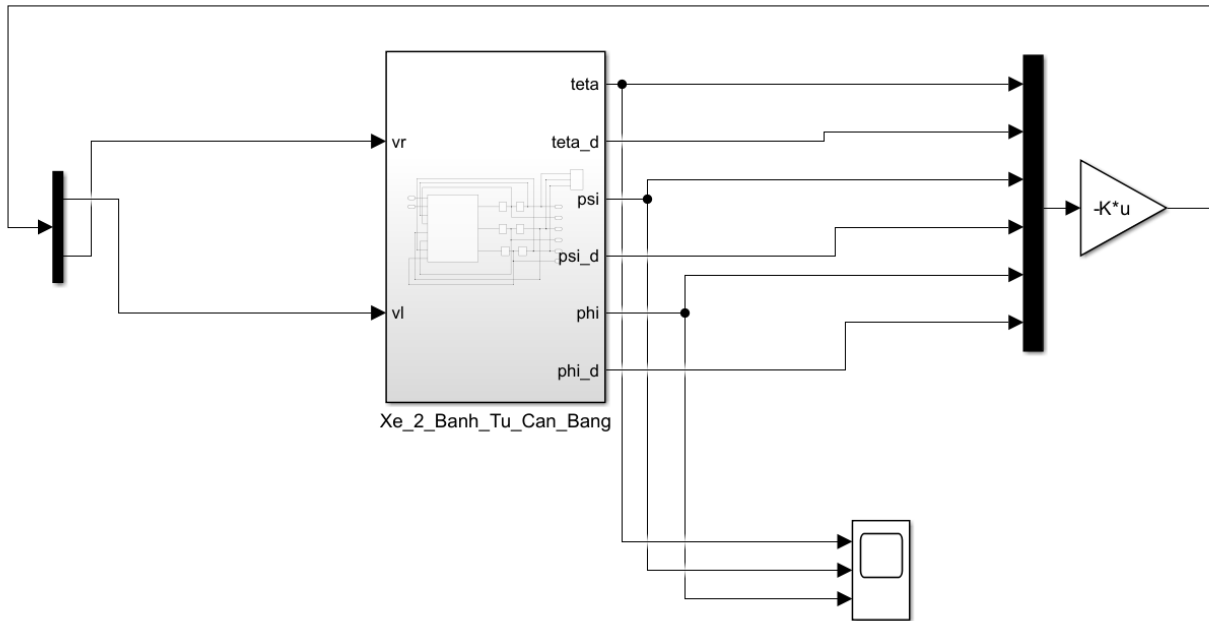 teta
vr
teta_d
psi
-K*u
psi_d
vl
phi
phi_d
Xe_2_Banh_Tu_Can_Bang